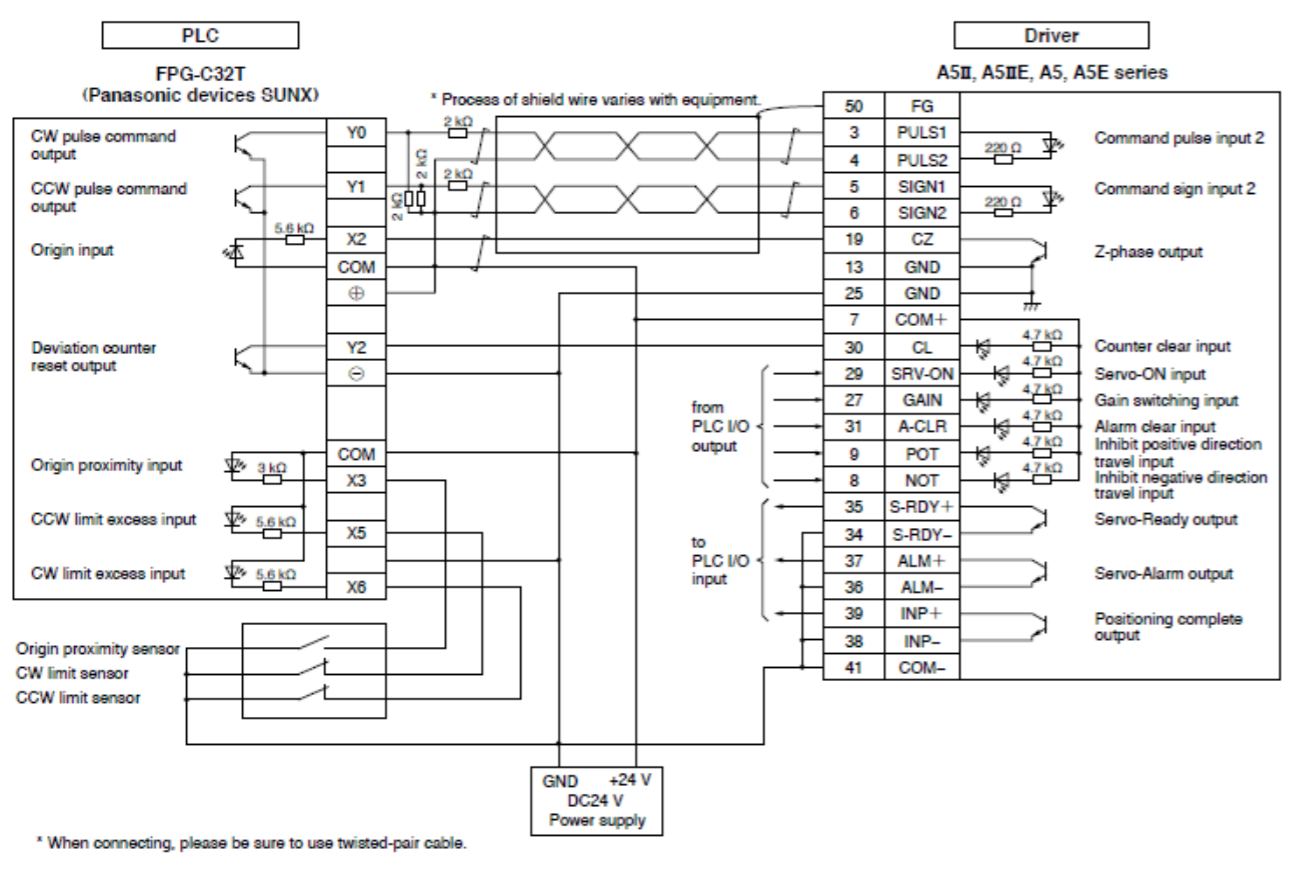 PLC
Driver
FPG-C32T
(Panasonic devices SUNX)
A5II, A5IIE, A5, A5E series
* Process of shield wire varies with equipment.
CW pulse command
output
CCW pulse command
output
Origin input
Deviation counter
reset output
Origin proximity input
CCW limit excess input
CW limit excess input
5.6 kΩ
3 kΩ
5.6 kΩ
5.6 kΩ
Y0
Y1
X2
COM
⊕
Y2
⊖
COM
X3
X5
X6
2 kΩ
2 kΩ
2 kΩ
2 kΩ
from
PLC I/O
output
to
PLC I/O
input
50 FG
3 PULS1
4 PULS2
5 SIGN1
6 SIGN2
19 CZ
13 GND
25 GND
7 COM+
30 CL
29 SRV-ON
27 GAIN
31 A-CLR
9 POT
8 NOT
35 S-RDY+
34 S-RDY−
37 ALM+
36 ALM−
39 INP+
38 INP−
41 COM−
220 Ω
220 Ω
4.7 kΩ
4.7 kΩ
4.7 kΩ
4.7 kΩ
4.7 kΩ
4.7 kΩ
Command pulse input 2
Command sign input 2
Z-phase output
Counter clear input
Servo-ON input
Gain switching input
Alarm clear input
Inhibit positive direction
travel input
Inhibit negative direction
travel input
Servo-Ready output
Servo-Alarm output
Positioning complete
output
Origin proximity sensor
CW limit sensor
CCW limit sensor
GND +24 V
DC24 V
Power supply
* When connecting, please be sure to use twisted-pair cable.